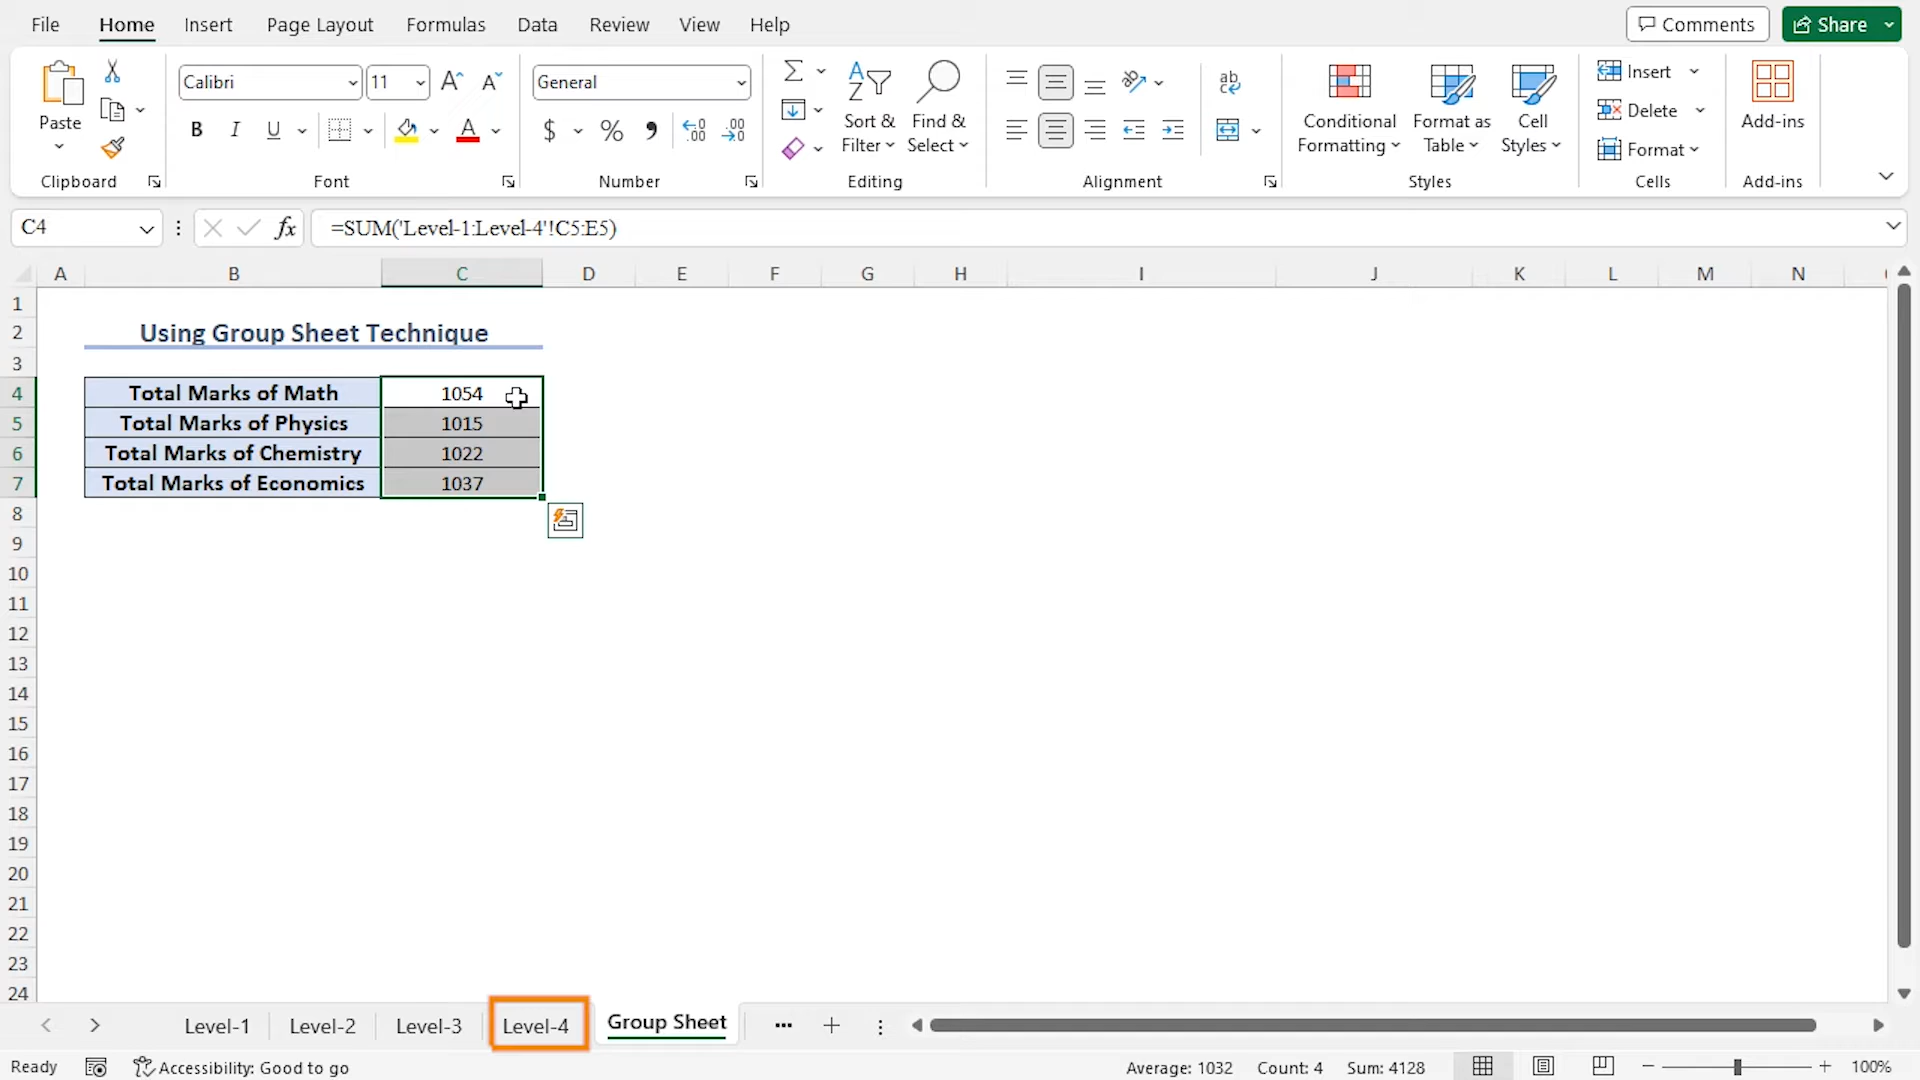 File Home Insert Page Layout Formulas Data Review View Help Comments Share
Calibri 11 A^ A˅ General Insert
Paste Sort & Filter Find & Select ab Conditional Formatting Format as Table Cell Styles Delete Add-ins
B I U A $ % , Format
Clipboard Font Number Editing Alignment Styles Cells Add-ins
C4 fx =SUM('Level-1:Level-4'!C5:E5)
A B C D E F G H I J K L M N
1
2 Using Group Sheet Technique
3
4 Total Marks of Math 1054
5 Total Marks of Physics 1015
6 Total Marks of Chemistry 1022
7 Total Marks of Economics 1037
8
9
10
11
12
13
14
15
16
17
18
19
20
21
22
23
24
Level-1 Level-2 Level-3 Level-4 Group Sheet ... +
Ready Accessibility: Good to go Average: 1032 Count: 4 Sum: 4128 − + 100%